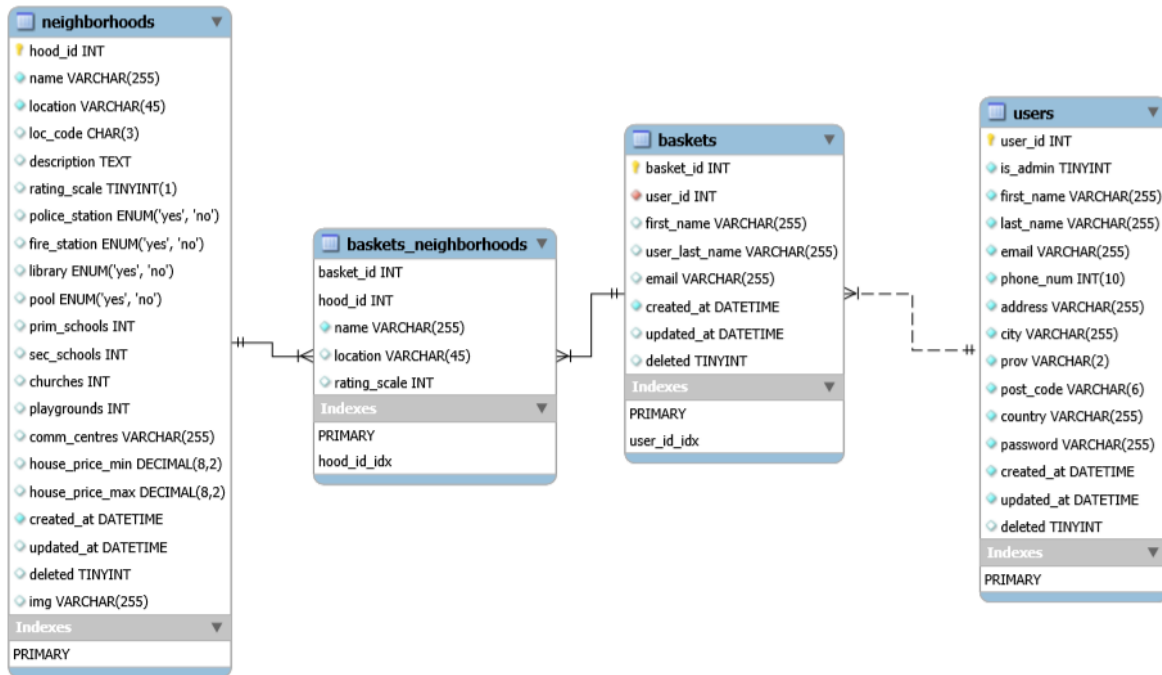 neighborhoods
hood_id INT
name VARCHAR(255)
location VARCHAR(45)
loc_code CHAR(3)
description TEXT
rating_scale TINYINT(1)
police_station ENUM('yes', 'no')
fire_station ENUM('yes', 'no')
library ENUM('yes', 'no')
pool ENUM('yes', 'no')
prim_schools INT
sec_schools INT
churches INT
playgrounds INT
comm_centres VARCHAR(255)
house_price_min DECIMAL(8,2)
house_price_max DECIMAL(8,2)
created_at DATETIME
updated_at DATETIME
deleted TINYINT
img VARCHAR(255)
Indexes
PRIMARY
baskets_neighborhoods
basket_id INT
hood_id INT
name VARCHAR(255)
location VARCHAR(45)
rating_scale INT
Indexes
PRIMARY
hood_id_idx
baskets
basket_id INT
user_id INT
first_name VARCHAR(255)
user_last_name VARCHAR(255)
email VARCHAR(255)
created_at DATETIME
updated_at DATETIME
deleted TINYINT
Indexes
PRIMARY
user_id_idx
users
user_id INT
is_admin TINYINT
first_name VARCHAR(255)
last_name VARCHAR(255)
email VARCHAR(255)
phone_num INT(10)
address VARCHAR(255)
city VARCHAR(255)
prov VARCHAR(2)
post_code VARCHAR(6)
country VARCHAR(255)
password VARCHAR(255)
created_at DATETIME
updated_at DATETIME
deleted TINYINT
Indexes
PRIMARY